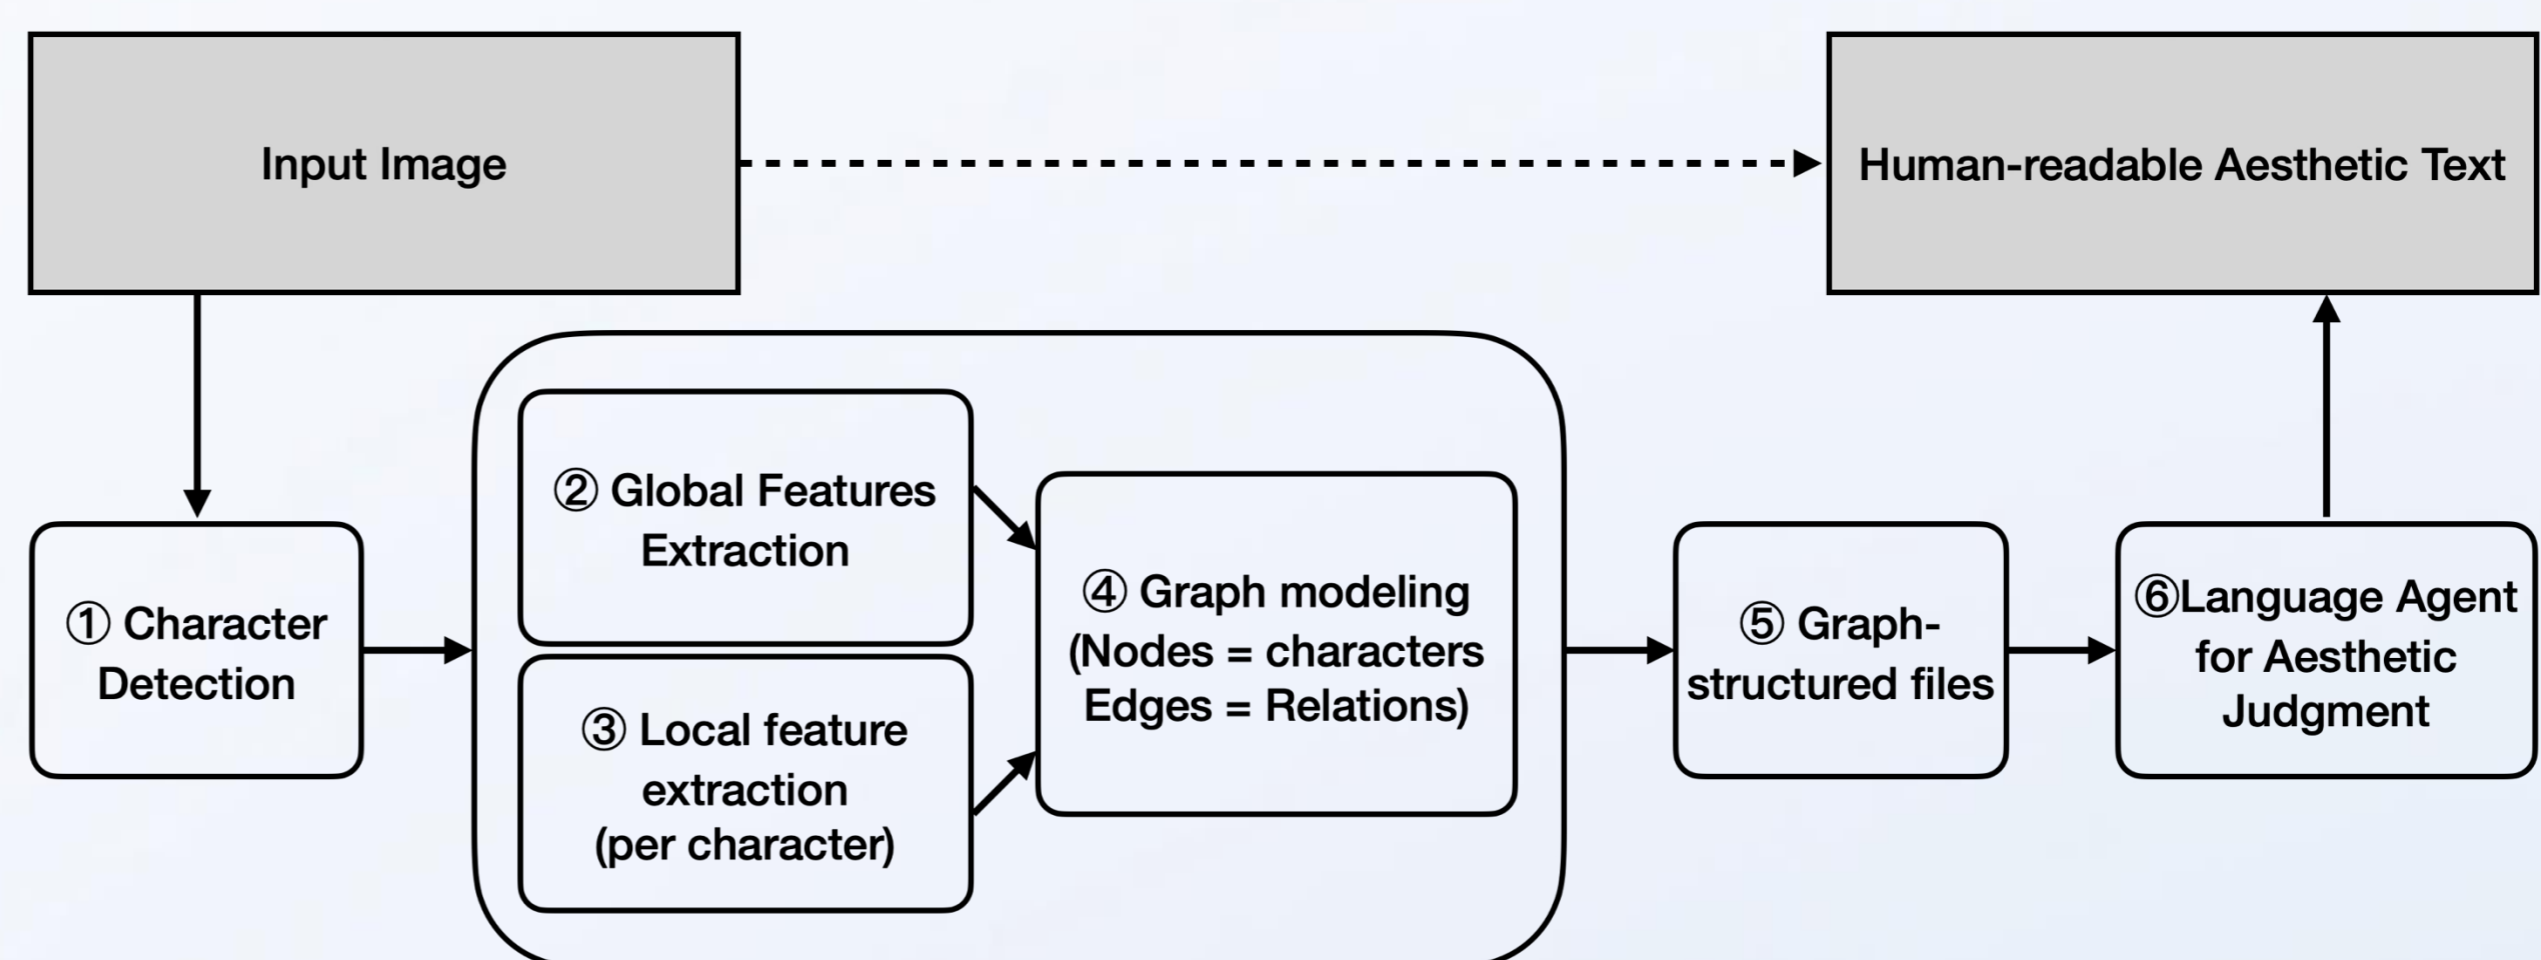 Input Image
Human-readable Aesthetic Text
① Character
Detection
② Global Features
Extraction
③ Local feature
extraction
(per character)
④ Graph modeling
(Nodes = characters
Edges = Relations)
⑤ Graph-
structured files
⑥Language Agent
for Aesthetic
Judgment